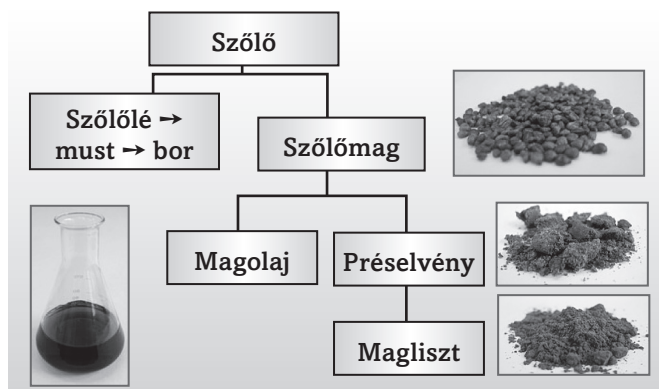 Szőlő
Szőlőlé →
must → bor
Szőlőmag
Magolaj
Préselvény
Magliszt